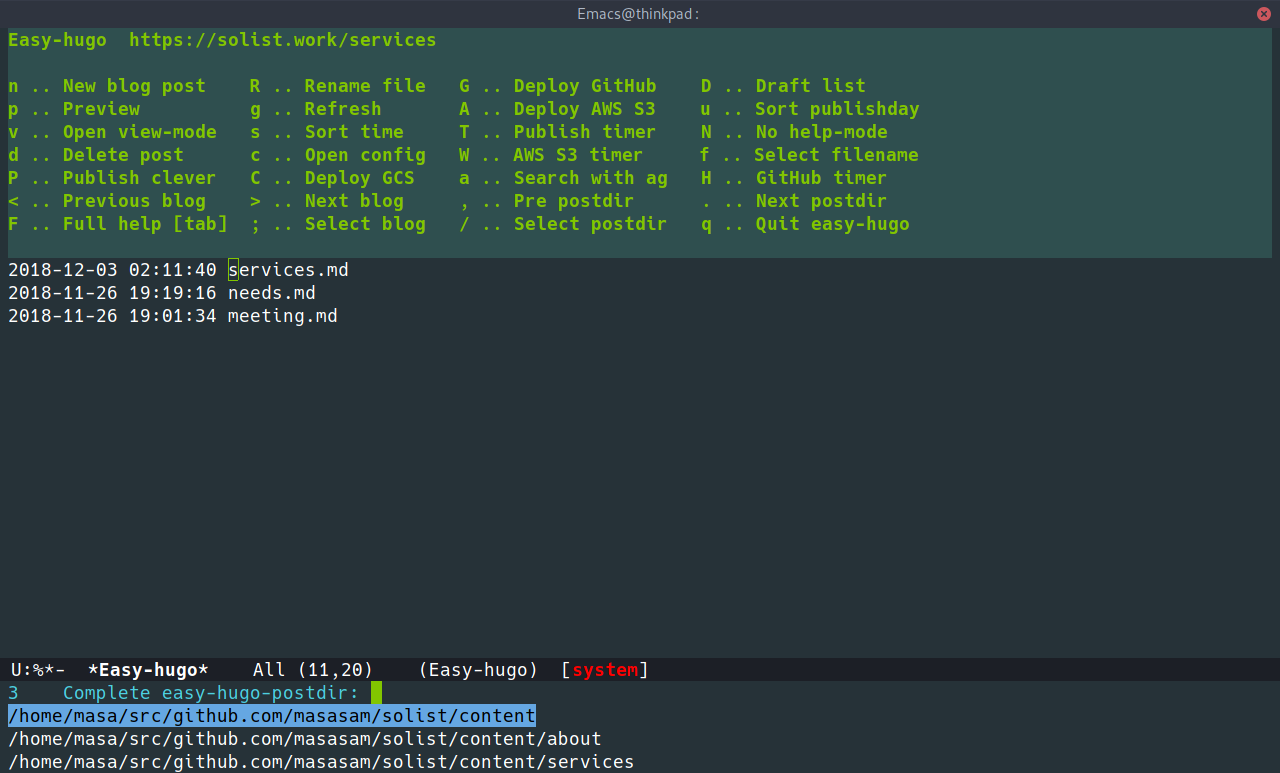 Emacs@thinkpad:
Easy-hugo  https://solist.work/services
n .. New blog post    R .. Rename file   G .. Deploy GitHub    D .. Draft list
p .. Preview          g .. Refresh       A .. Deploy AWS S3    u .. Sort publishday
v .. Open view-mode   s .. Sort time     T .. Publish timer    N .. No help-mode
d .. Delete post      c .. Open config   W .. AWS S3 timer     f .. Select filename
P .. Publish clever   C .. Deploy GCS    a .. Search with ag   H .. GitHub timer
< .. Previous blog    > .. Next blog     , .. Pre postdir      . .. Next postdir
F .. Full help [tab]  ; .. Select blog   / .. Select postdir   q .. Quit easy-hugo
2018-12-03 02:11:40 services.md
2018-11-26 19:19:16 needs.md
2018-11-26 19:01:34 meeting.md
U:%*-  *Easy-hugo*    All (11,20)    (Easy-hugo)  [system]
3    Complete easy-hugo-postdir:
/home/masa/src/github.com/masasam/solist/content
/home/masa/src/github.com/masasam/solist/content/about
/home/masa/src/github.com/masasam/solist/content/services